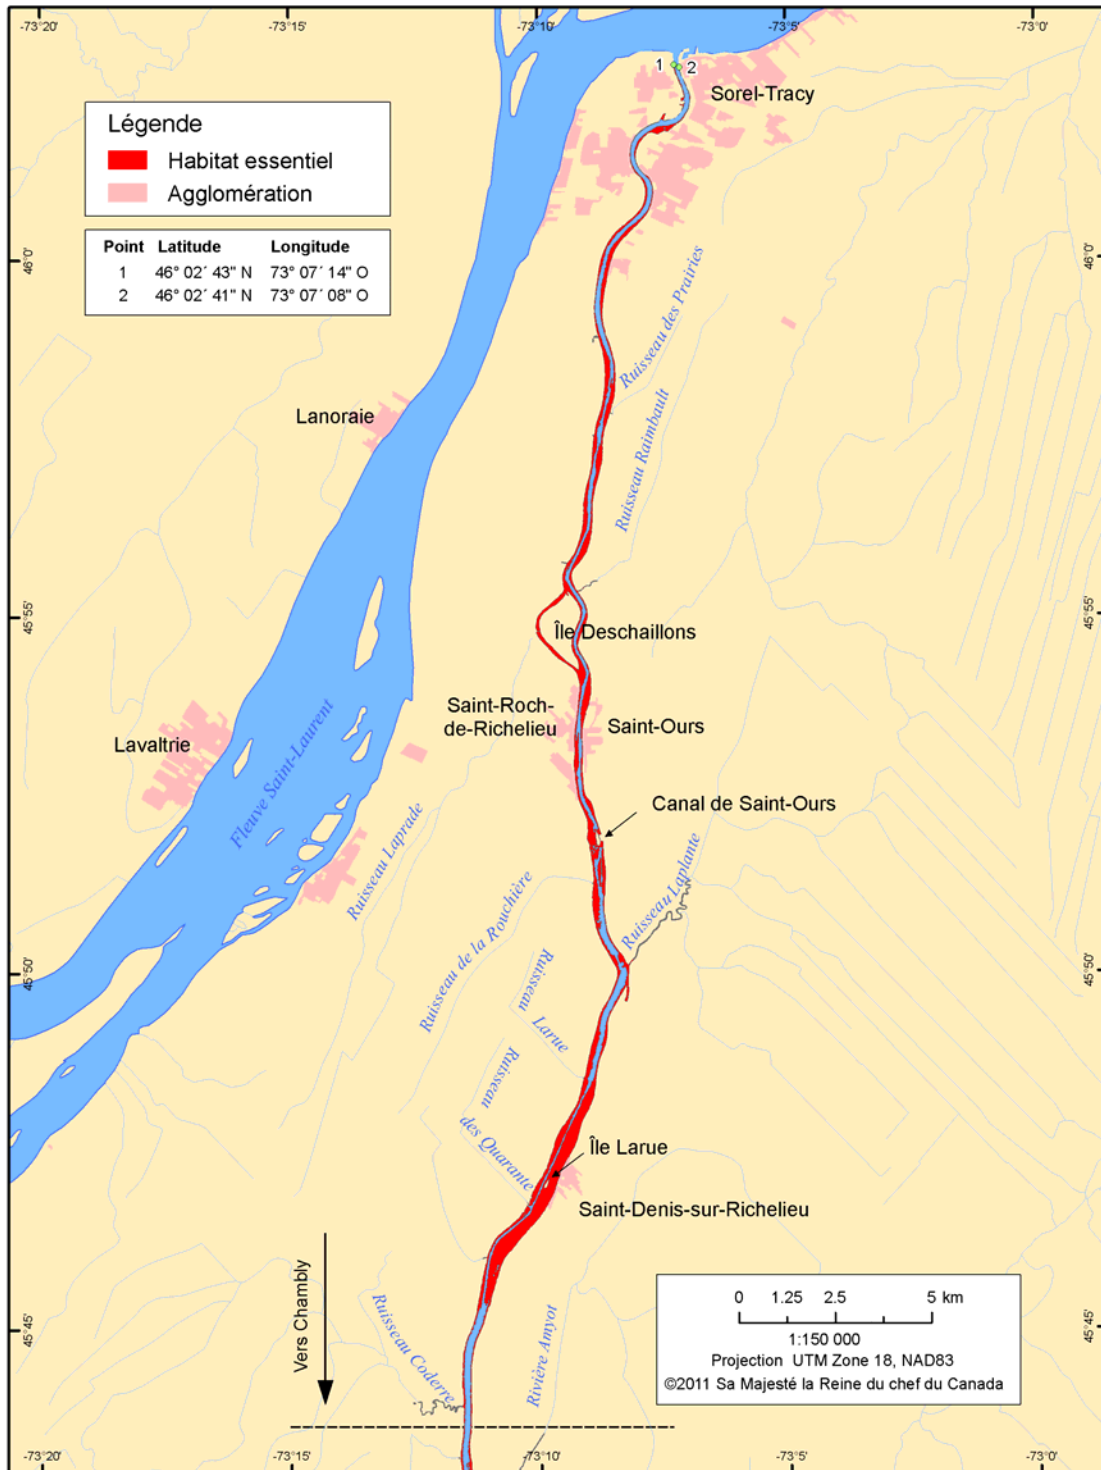 -73°20'
-73°15'
-73°10'
-73°5'
-73°0'
1
2
Sorel-Tracy
Légende
Habitat essentiel
Agglomération
Point Latitude Longitude
1 46° 02´ 43" N 73° 07´ 14" O
2 46° 02´ 41" N 73° 07´ 08" O
46°0'
46°0'
Ruisseau des Prairies
Lanoraie
Ruisseau Raimbault
45°55'
45°55'
Île Deschaillons
Saint-Roch-
de-Richelieu
Saint-Ours
Lavaltrie
Fleuve Saint-Laurent
Canal de Saint-Ours
Ruisseau Laprade
Ruisseau de la Rouchière
Ruisseau Laplante
45°50'
45°50'
Ruisseau
Larue
Ruisseau
des Quarante
Île Larue
Saint-Denis-sur-Richelieu
Vers Chambly
Ruisseau Coderre
Rivière Amyot
45°45'
45°45'
0 1.25 2.5 5 km
1:150 000
Projection UTM Zone 18, NAD83
©2011 Sa Majesté la Reine du chef du Canada
-73°20'
-73°15'
-73°10'
-73°5'
-73°0'